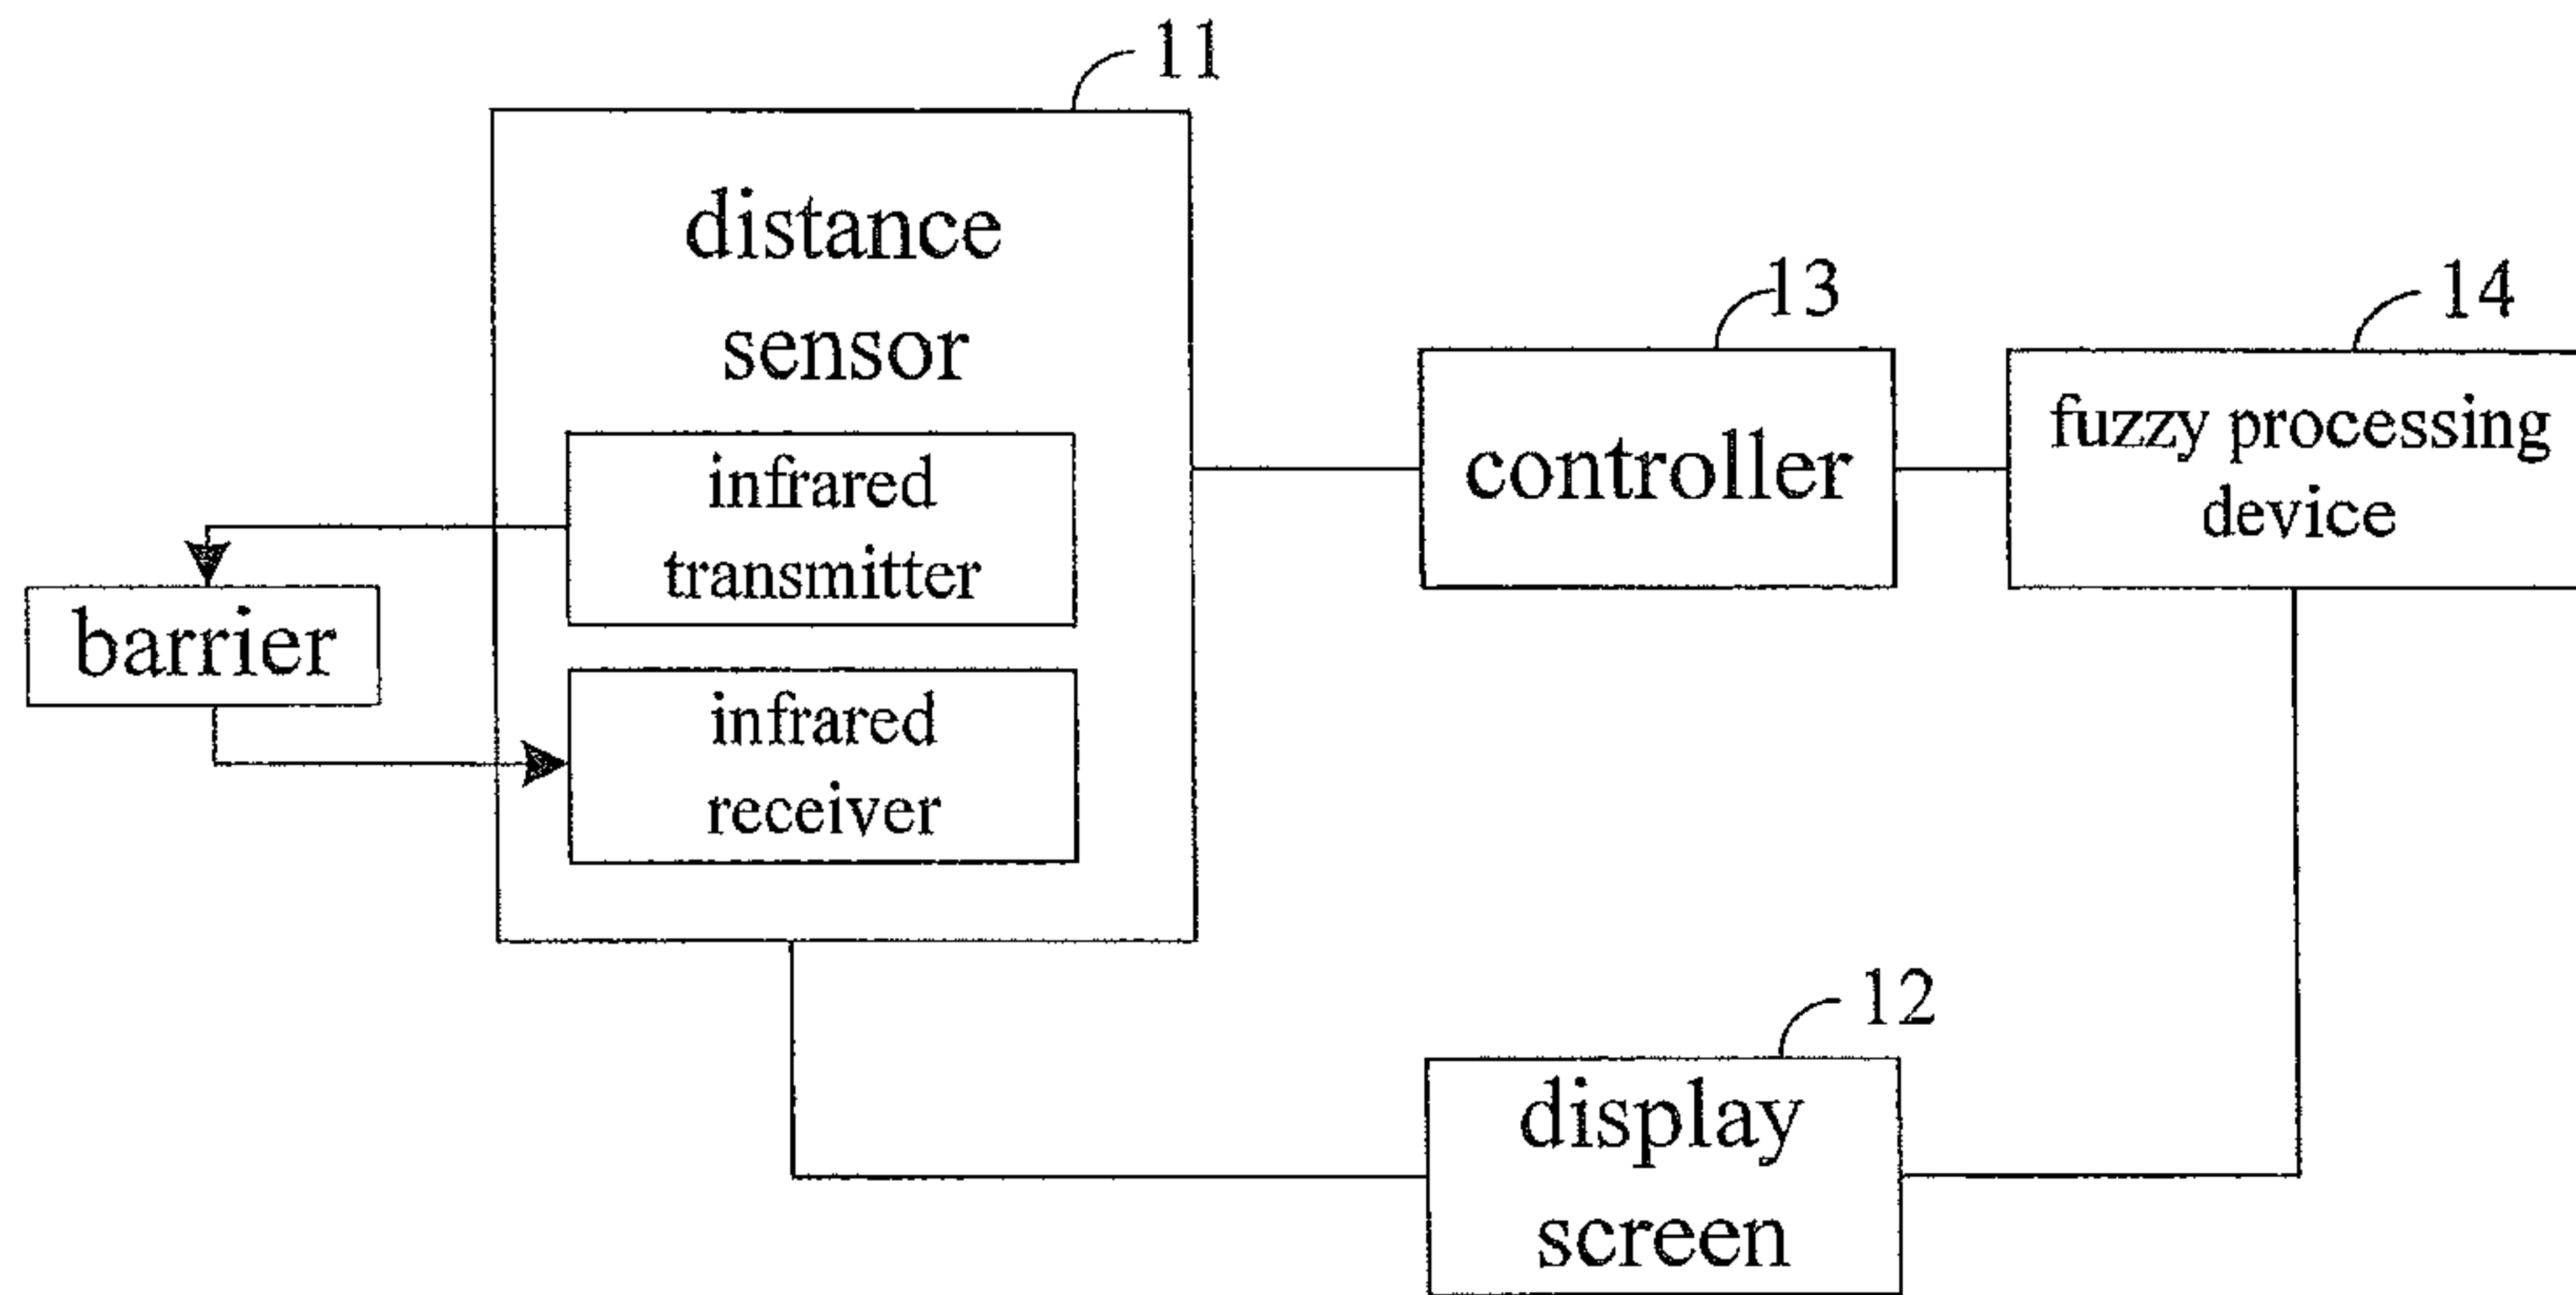 11
distance
sensor
13
14
controller
fuzzy processing
device
infrared
transmitter
barrier
infrared
receiver
12
display
screen